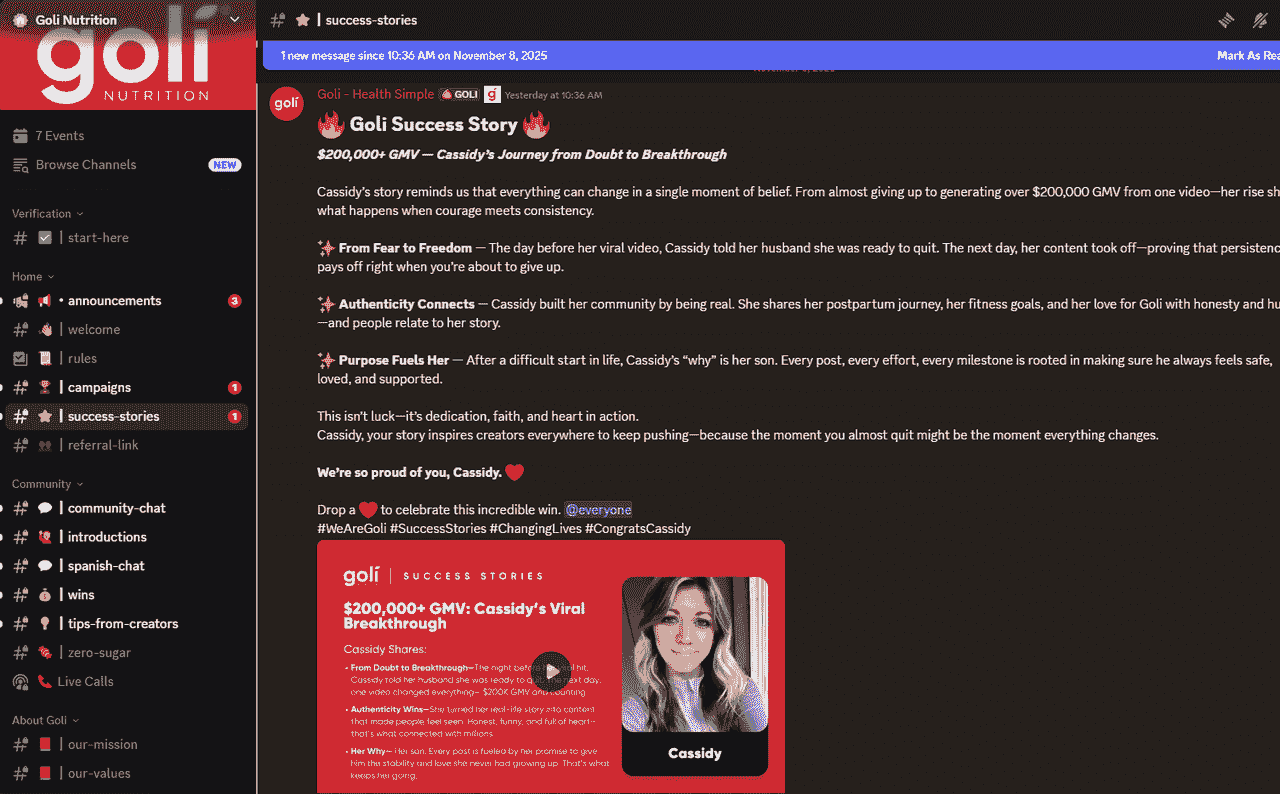 Goli Nutrition
goli
NUTRITION
7 Events
Browse Channels
NEW
Verification
start-here
Home
announcements
3
welcome
rules
campaigns
1
success-stories
1
referral-link
Community
community-chat
introductions
spanish-chat
wins
tips-from-creators
zero-sugar
Live Calls
About Goli
our-mission
our-values
success-stories
1 new message since 10:36 AM on November 8, 2025
Mark As Rea
Goli - Health Simple GOLI g Yesterday at 10:36 AM
Goli Success Story
$200,000+ GMV — Cassidy's Journey from Doubt to Breakthrough
Cassidy's story reminds us that everything can change in a single moment of belief. From almost giving up to generating over $200,000 GMV from one video—her rise sh
what happens when courage meets consistency.
From Fear to Freedom — The day before her viral video, Cassidy told her husband she was ready to quit. The next day, her content took off—proving that persistenc
pays off right when you're about to give up.
Authenticity Connects — Cassidy built her community by being real. She shares her postpartum journey, her fitness goals, and her love for Goli with honesty and hu
—and people relate to her story.
Purpose Fuels Her — After a difficult start in life, Cassidy's “why” is her son. Every post, every effort, every milestone is rooted in making sure he always feels safe,
loved, and supported.
This isn't luck—it's dedication, faith, and heart in action.
Cassidy, your story inspires creators everywhere to keep pushing—because the moment you almost quit might be the moment everything changes.
We're so proud of you, Cassidy.
Drop a to celebrate this incredible win. @everyone
#WeAreGoli #SuccessStories #ChangingLives #CongratsCassidy
goli | SUCCESS STORIES
$200,000+ GMV: Cassidy's Viral
Breakthrough
Cassidy Shares:
• From Doubt to Breakthrough—The night before viral hit,
Cassidy told her husband she was ready to quit. The next day,
one video changed everything— $200K GMV and counting
• Authenticity Wins—She turned her real-life story into content
that made people feel seen. Honest, funny, and full of heart—
that's what connected with millions
• Her Why— Her son. Every post is fueled by her promise to give
him the stability and love she never had growing up. That's what
keeps her going.
Cassidy